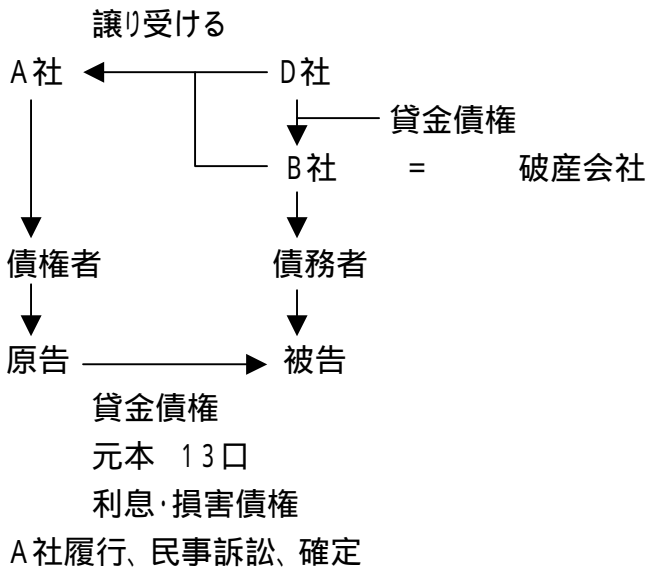 譲り受ける
A社 D社
貸金債権
B社 = 破産会社
債権者 債務者
原告 被告
貸金債権
元本 13口
利息・損害債権
A社履行、民事訴訟、確定